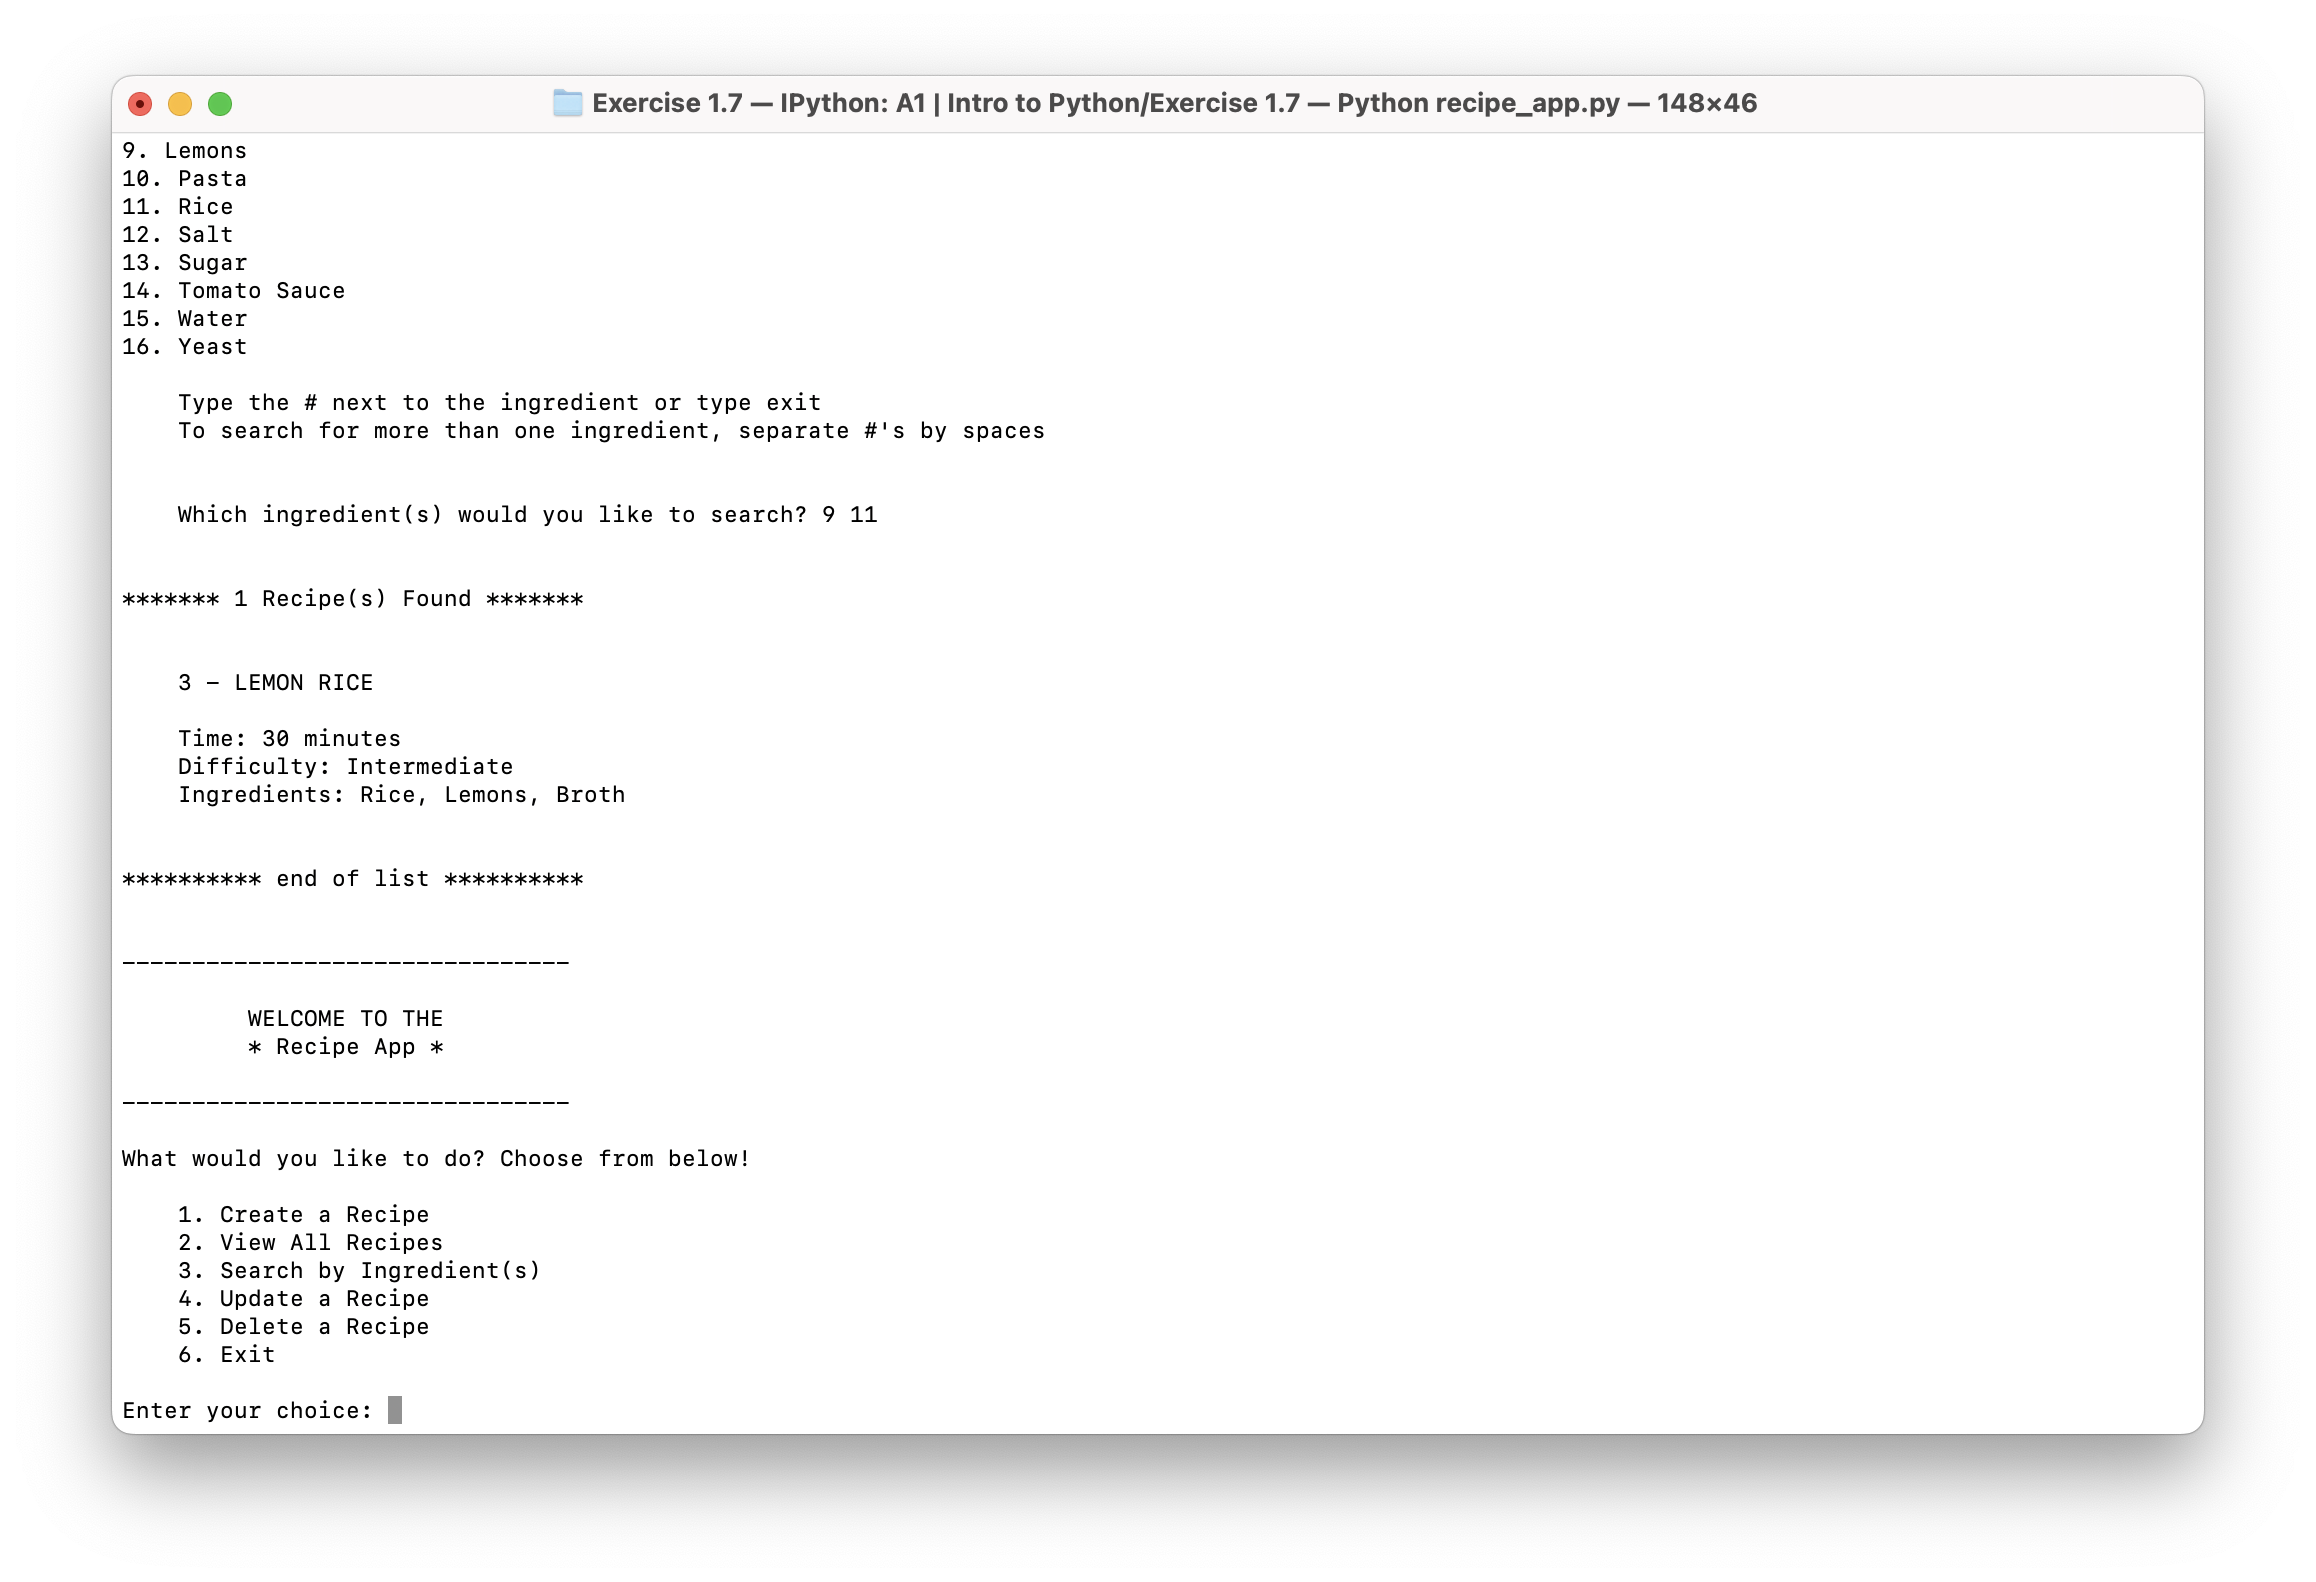 Exercise 1.7 — IPython: A1 | Intro to Python/Exercise 1.7 — Python recipe_app.py — 148×46
9. Lemons
10. Pasta
11. Rice
12. Salt
13. Sugar
14. Tomato Sauce
15. Water
16. Yeast
Type the # next to the ingredient or type exit
To search for more than one ingredient, separate #'s by spaces
Which ingredient(s) would you like to search? 9 11
******* 1 Recipe(s) Found *******
3 - LEMON RICE
Time: 30 minutes
Difficulty: Intermediate
Ingredients: Rice, Lemons, Broth
********** end of list **********
--------------------------------
WELCOME TO THE
* Recipe App *
--------------------------------
What would you like to do? Choose from below!
1. Create a Recipe
2. View All Recipes
3. Search by Ingredient(s)
4. Update a Recipe
5. Delete a Recipe
6. Exit
Enter your choice: